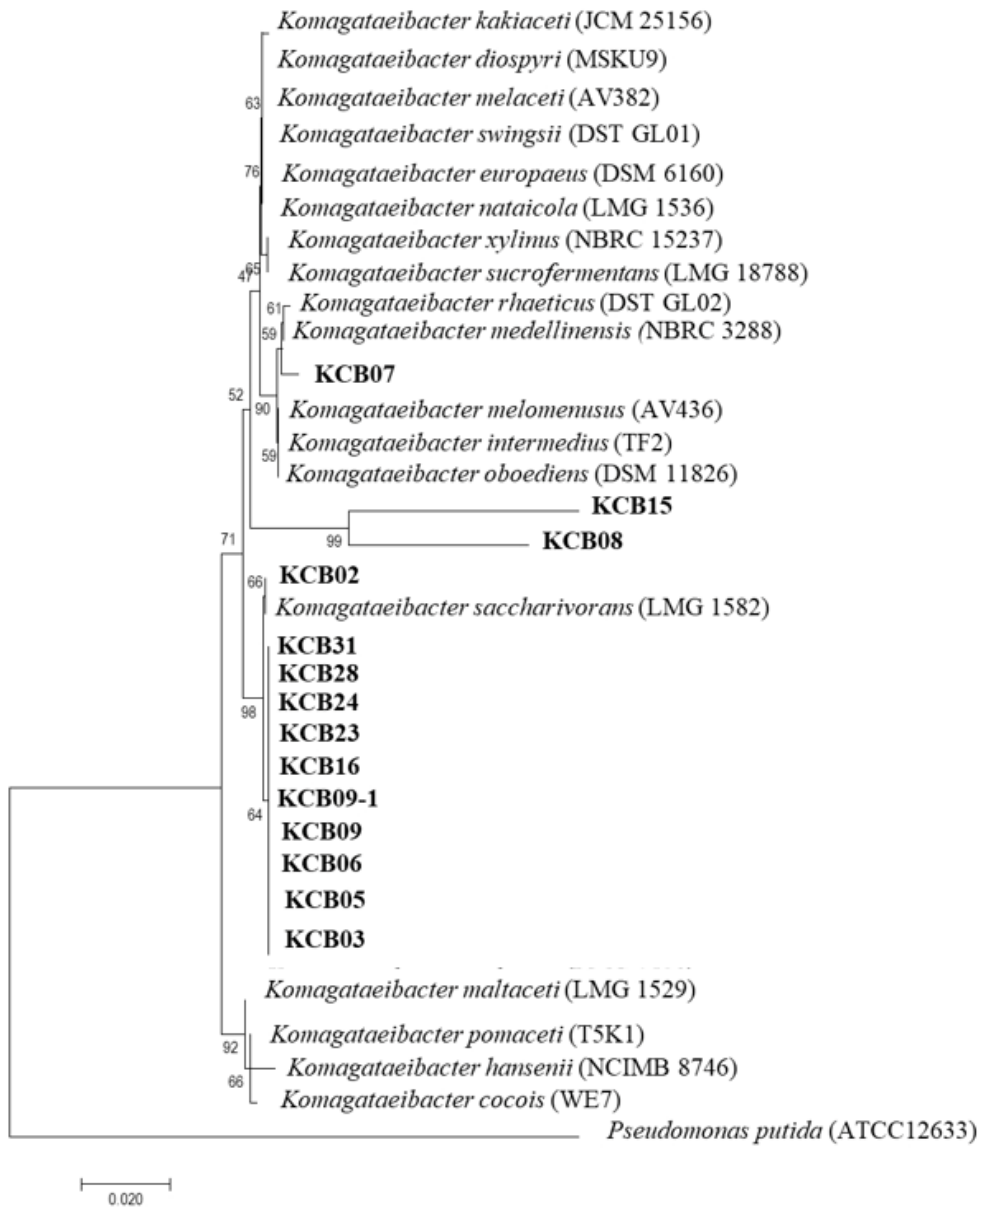 Komagataeibacter kakiaceti (JCM 25156)
Komagataeibacter diospyri (MSKU9)
63
Komagataeibacter melaceti (AV382)
Komagataeibacter swingsii (DST GL01)
76
Komagataeibacter europaeus (DSM 6160)
Komagataeibacter nataicola (LMG 1536)
Komagataeibacter xylinus (NBRC 15237)
65
47
Komagataeibacter sucrofermentans (LMG 18788)
61
Komagataeibacter rhaeticus (DST GL02)
59
Komagataeibacter medellinensis (NBRC 3288)
KCB07
52
90
Komagataeibacter melomenusus (AV436)
Komagataeibacter intermedius (TF2)
59
Komagataeibacter oboediens (DSM 11826)
KCB15
71
99
KCB08
66
KCB02
Komagataeibacter saccharivorans (LMG 1582)
KCB31
KCB28
KCB24
98
KCB23
KCB16
KCB09-1
64
KCB09
KCB06
KCB05
KCB03
Komagataeibacter maltaceti (LMG 1529)
Komagataeibacter pomaceti (T5K1)
92
Komagataeibacter hansenii (NCIMB 8746)
66
Komagataeibacter cocois (WE7)
Pseudomonas putida (ATCC12633)
0.020